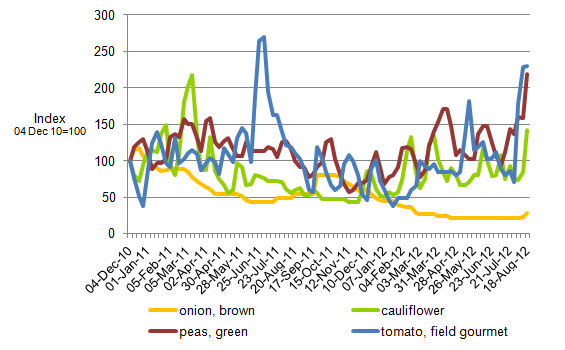 300
250
200
150
100
50
0
Index
04 Dec 10=100
04-Dec-10
01-Jan-11
05-Feb-11
05-Mar-11
02-Apr-11
30-Apr-11
28-May-11
25-Jun-11
23-Jul-11
20-Aug-11
17-Sep-11
15-Oct-11
12-Nov-11
10-Dec-11
07-Jan-12
04-Feb-12
03-Mar-12
31-Mar-12
28-Apr-12
26-May-12
23-Jun-12
21-Jul-12
18-Aug-12
onion, brown
cauliflower
peas, green
tomato, field gourmet